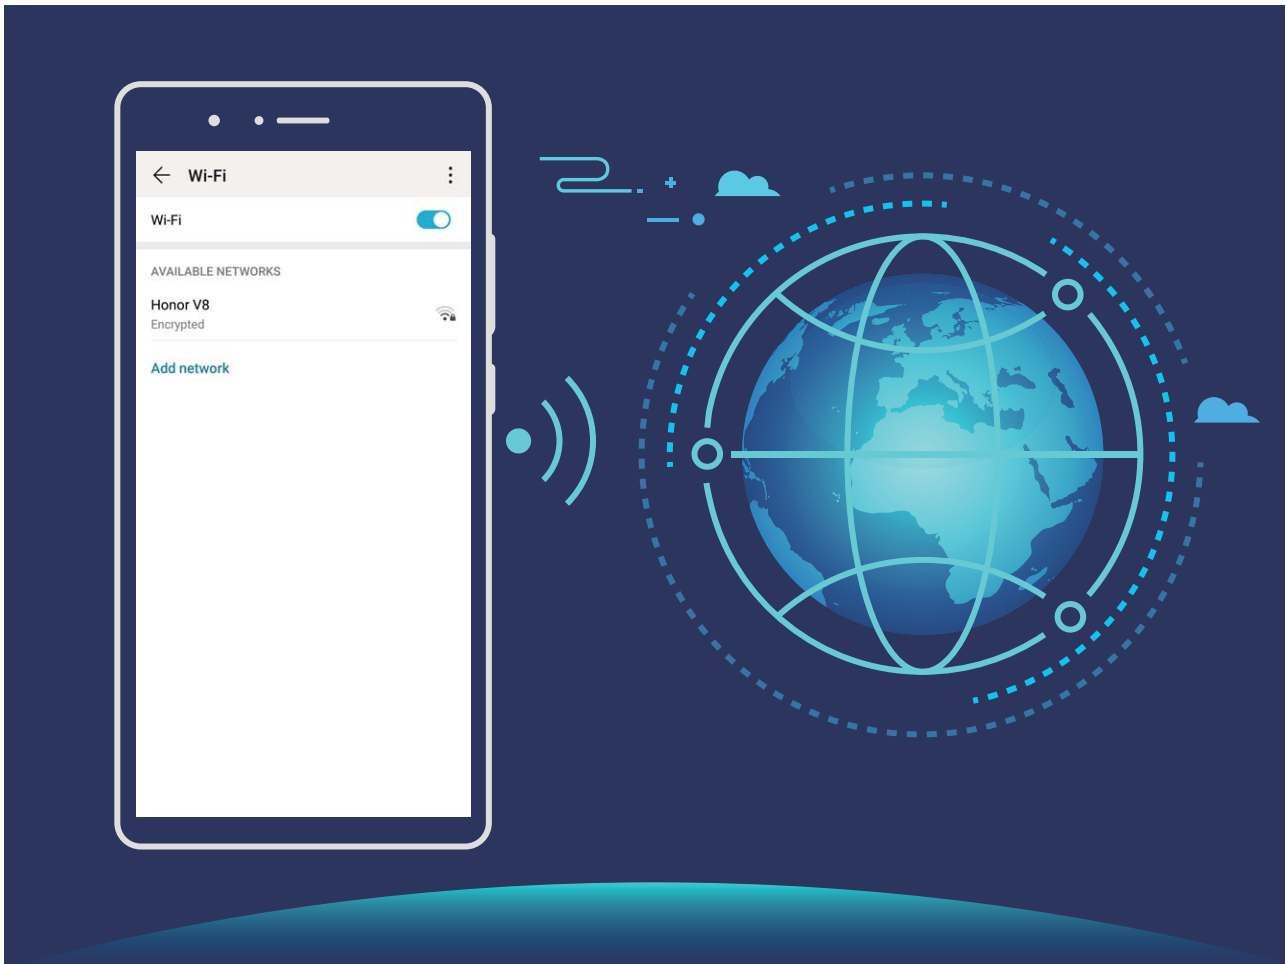 Wi-Fi
Wi-Fi
AVAILABLE NETWORKS
Honor V8
Encrypted
Add network